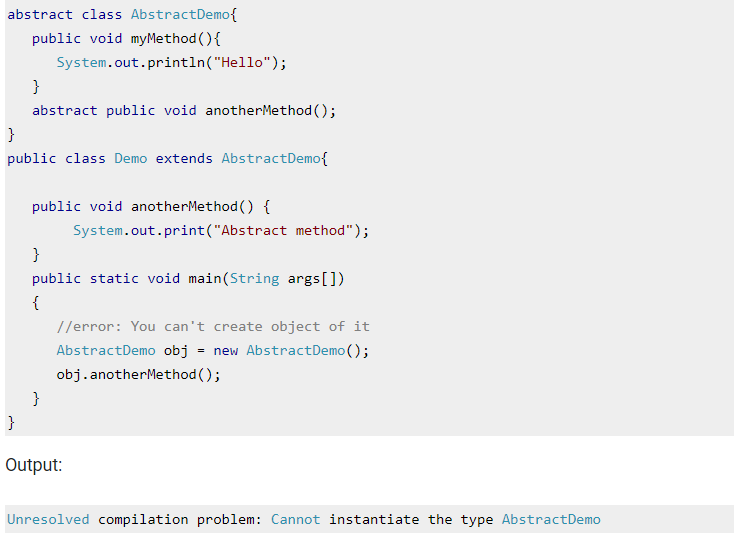 abstract class AbstractDemo{
public void myMethod(){
System.out.println("Hello");
}
abstract public void anotherMethod();
}
public class Demo extends AbstractDemo{
public void anotherMethod() {
System.out.print("Abstract method");
}
public static void main(String args[])
{
//error: You can't create object of it
AbstractDemo obj = new AbstractDemo();
obj.anotherMethod();
}
}
Output:
Unresolved compilation problem: Cannot instantiate the type AbstractDemo